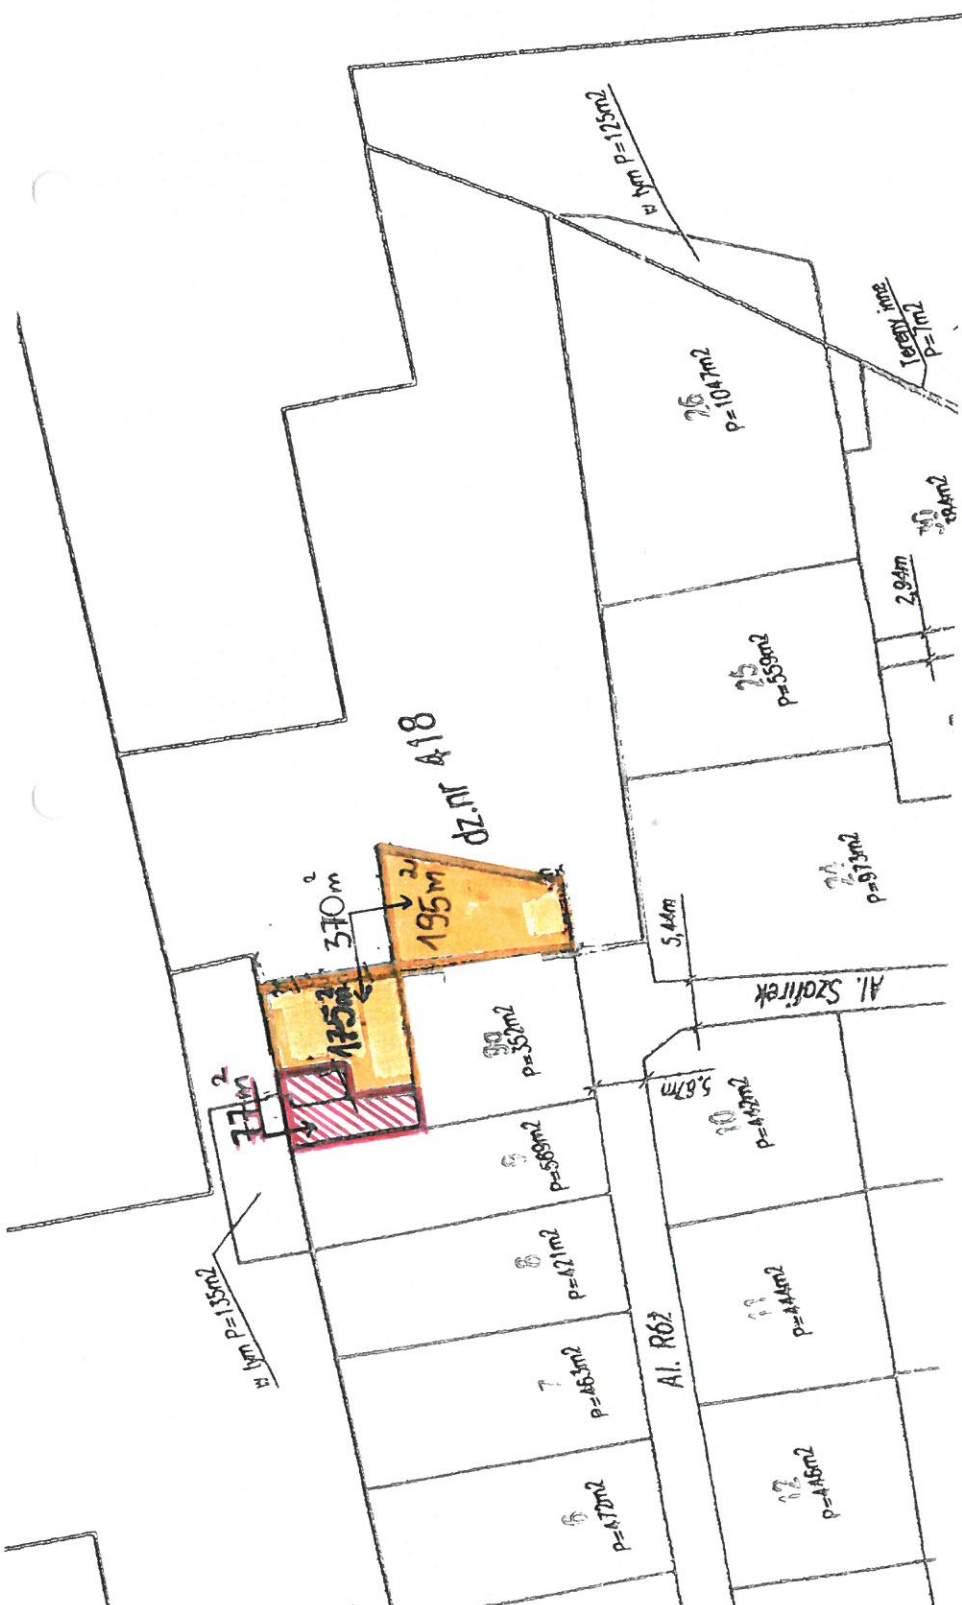 w tym P=125m2
Tereny inne
P=7m2
26
P=1047m2
2,94m
25
P=559m2
dz.nr 418
P=973m2
370m²
195m²
175m²
77m²
5,44m
Al. Szafirek
9a
P=352m2
5,67m
10
P=442m2
9
P=569m2
8
P=421m2
w tym P=135m2
11
P=444m2
Al. Róż
7
P=463m2
12
P=446m2
6
P=472m2